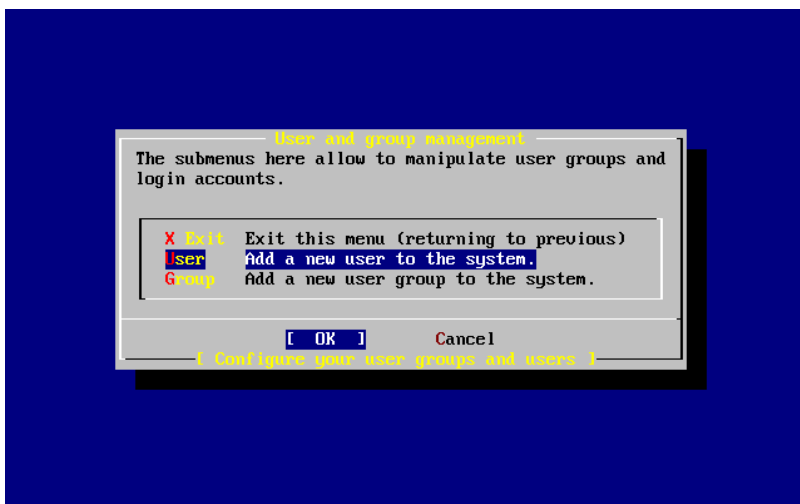 User and group management
The submenus here allow to manipulate user groups and
login accounts.
X Exit Exit this menu (returning to previous)
User Add a new user to the system.
Group Add a new user group to the system.
[ OK ] Cancel
[ Configure your user groups and users ]